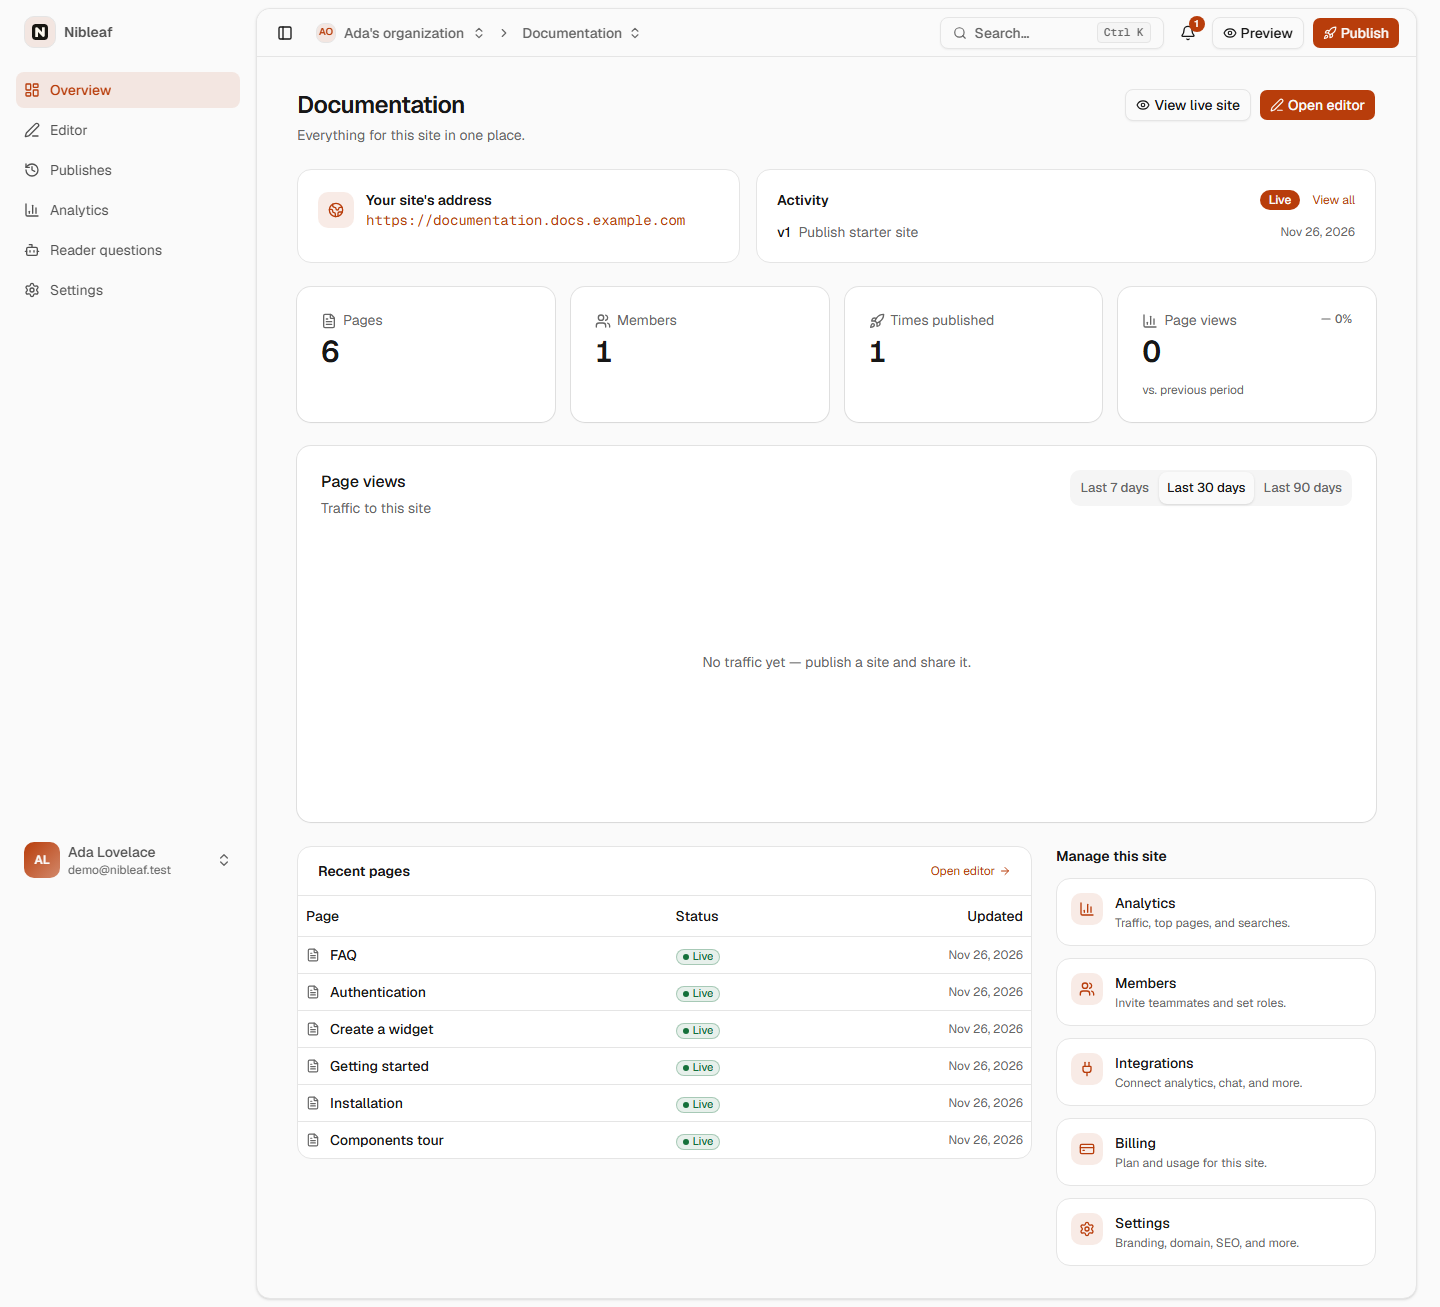 Nibleaf
Overview
Editor
Publishes
Analytics
Reader questions
Settings
AL
Ada Lovelace
demo@nibleaf.test
AO
Ada's organization
Documentation
Search...
Ctrl K
1
Preview
Publish
Documentation
Everything for this site in one place.
View live site
Open editor
Your site's address
https://documentation.docs.example.com
Activity
Live
View all
v1 Publish starter site
Nov 26, 2026
Pages
6
Members
1
Times published
1
Page views
— 0%
0
vs. previous period
Page views
Traffic to this site
Last 7 days
Last 30 days
Last 90 days
No traffic yet — publish a site and share it.
Recent pages
Open editor →
Page Status Updated
FAQ Live Nov 26, 2026
Authentication Live Nov 26, 2026
Create a widget Live Nov 26, 2026
Getting started Live Nov 26, 2026
Installation Live Nov 26, 2026
Components tour Live Nov 26, 2026
Manage this site
Analytics
Traffic, top pages, and searches.
Members
Invite teammates and set roles.
Integrations
Connect analytics, chat, and more.
Billing
Plan and usage for this site.
Settings
Branding, domain, SEO, and more.